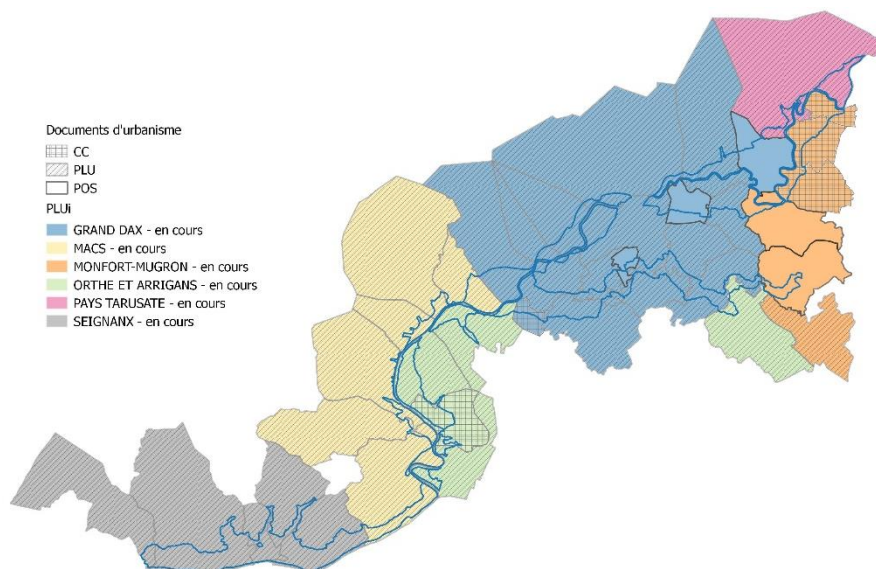 Documents d'urbanisme
CC
PLU
POS
PLUi
GRAND DAX - en cours
MACS - en cours
MONFORT-MUGRON - en cours
ORTHE ET ARRIGANS - en cours
PAYS TARUSATE - en cours
SEIGNANX - en cours